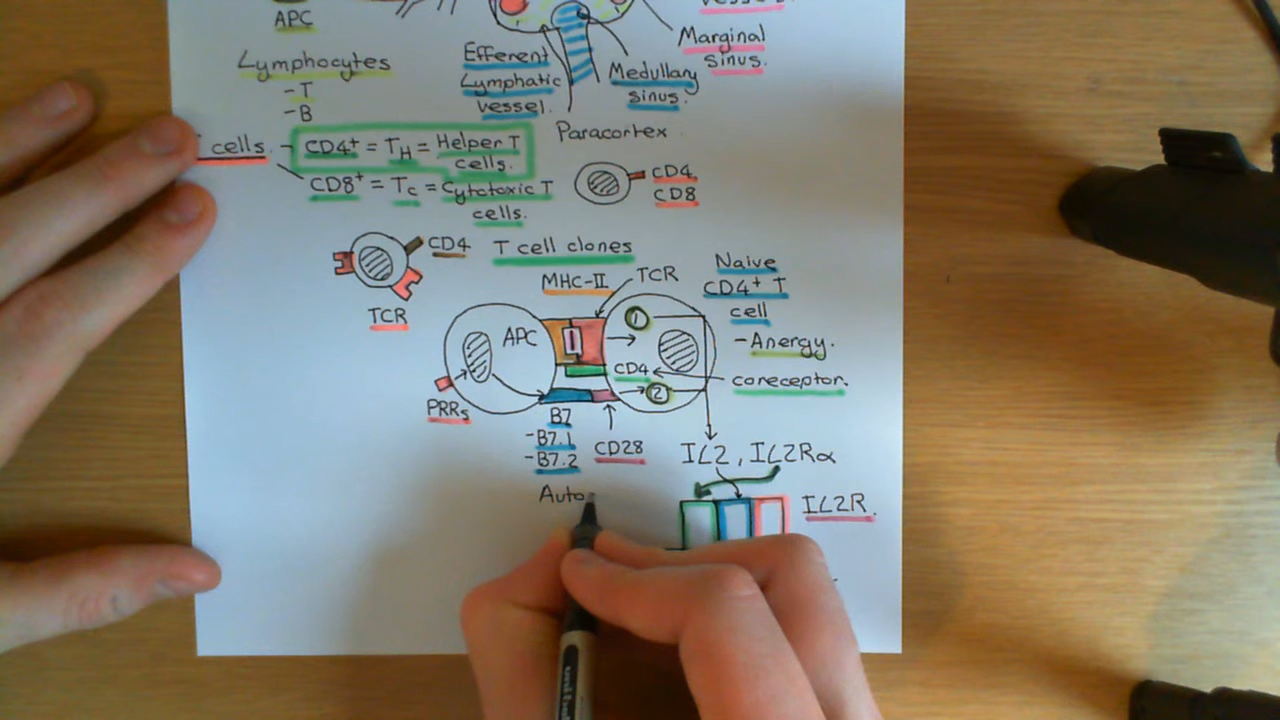 APC
Lymphocytes
- T
- B
Efferent
Lymphatic
vessel.
Medullary
sinus.
Marginal
sinus.
Paracortex
cells. - CD4+ = TH = Helper T
cells.
CD8+ = Tc = Cytotoxic T
cells.
CD4
CD8
CD4
TCR
T cell clones
MHC-II
TCR
Naive
CD4+ T
cell
- Anergy.
APC
1
CD4
2
coreceptor.
PRRs
B7
- B7.1
- B7.2
CD28
IL2, IL2Rα
Auto
IL2R.